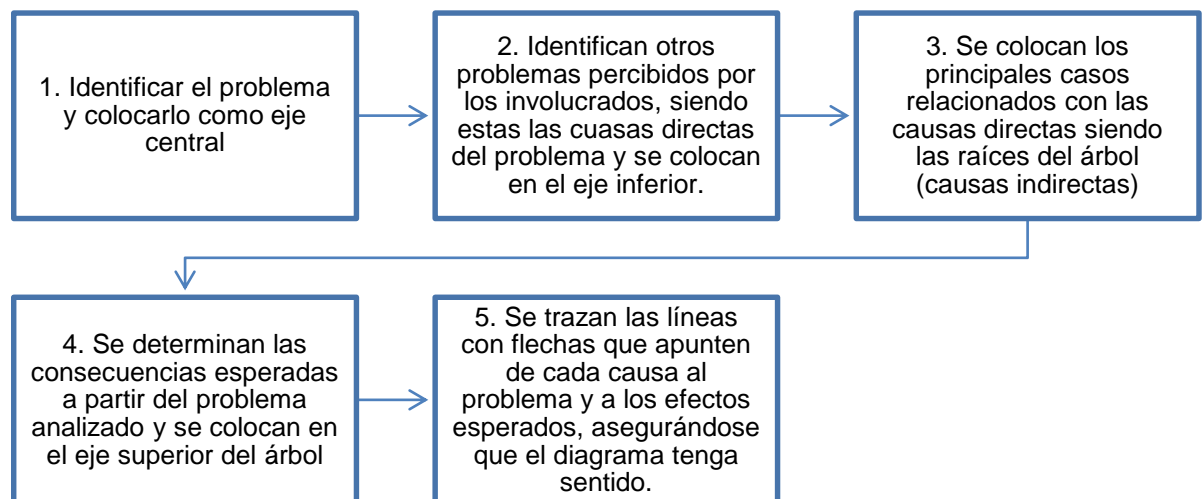 1. Identificar el problema
y colocarlo como eje
central
2. Identifican otros
problemas percibidos por
los involucrados, siendo
estas las cuasas directas
del problema y se colocan
en el eje inferior.
3. Se colocan los
principales casos
relacionados con las
causas directas siendo
las raíces del árbol
(causas indirectas)
4. Se determinan las
consecuencias esperadas
a partir del problema
analizado y se colocan en
el eje superior del árbol
5. Se trazan las líneas
con flechas que apunten
de cada causa al
problema y a los efectos
esperados, asegurándose
que el diagrama tenga
sentido.